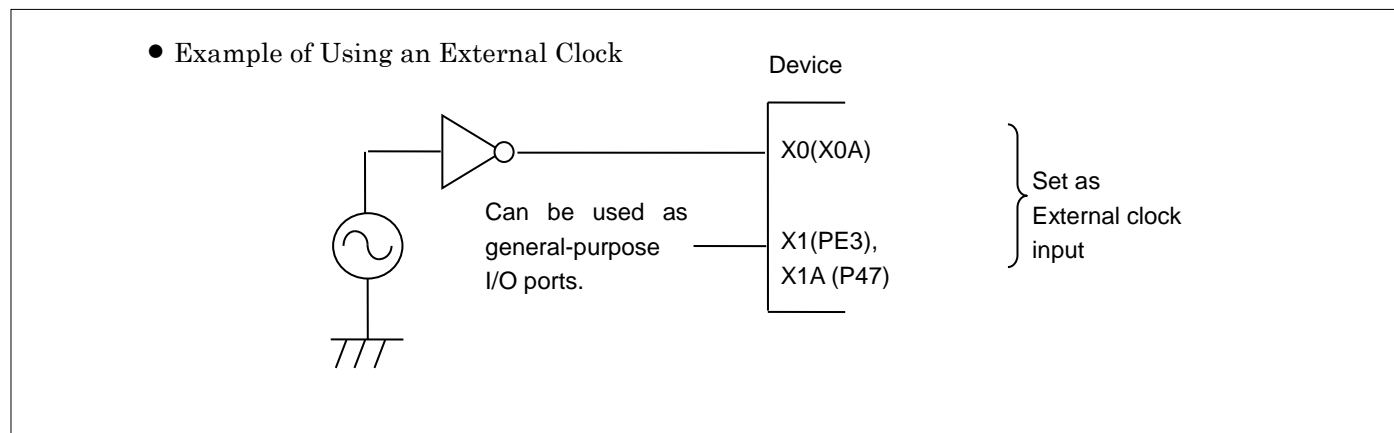 ● Example of Using an External Clock
Device
X0(X0A)
Can be used as
general-purpose
I/O ports.
X1(PE3),
X1A (P47)
Set as
External clock
input